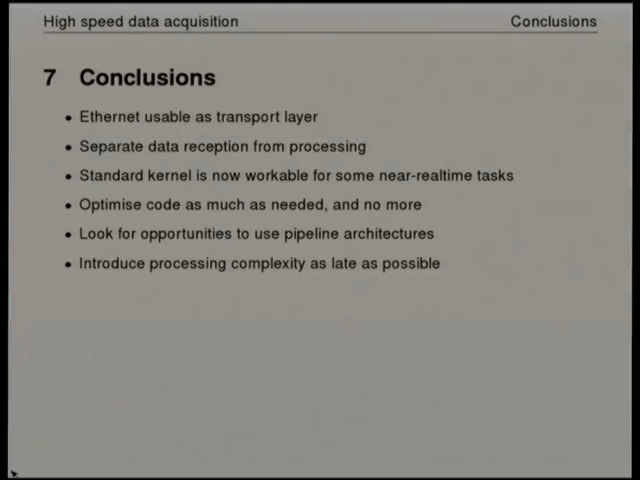 High speed data acquisition Conclusions
7 Conclusions
• Ethernet usable as transport layer
• Separate data reception from processing
• Standard kernel is now workable for some near-realtime tasks
• Optimise code as much as needed, and no more
• Look for opportunities to use pipeline architectures
• Introduce processing complexity as late as possible